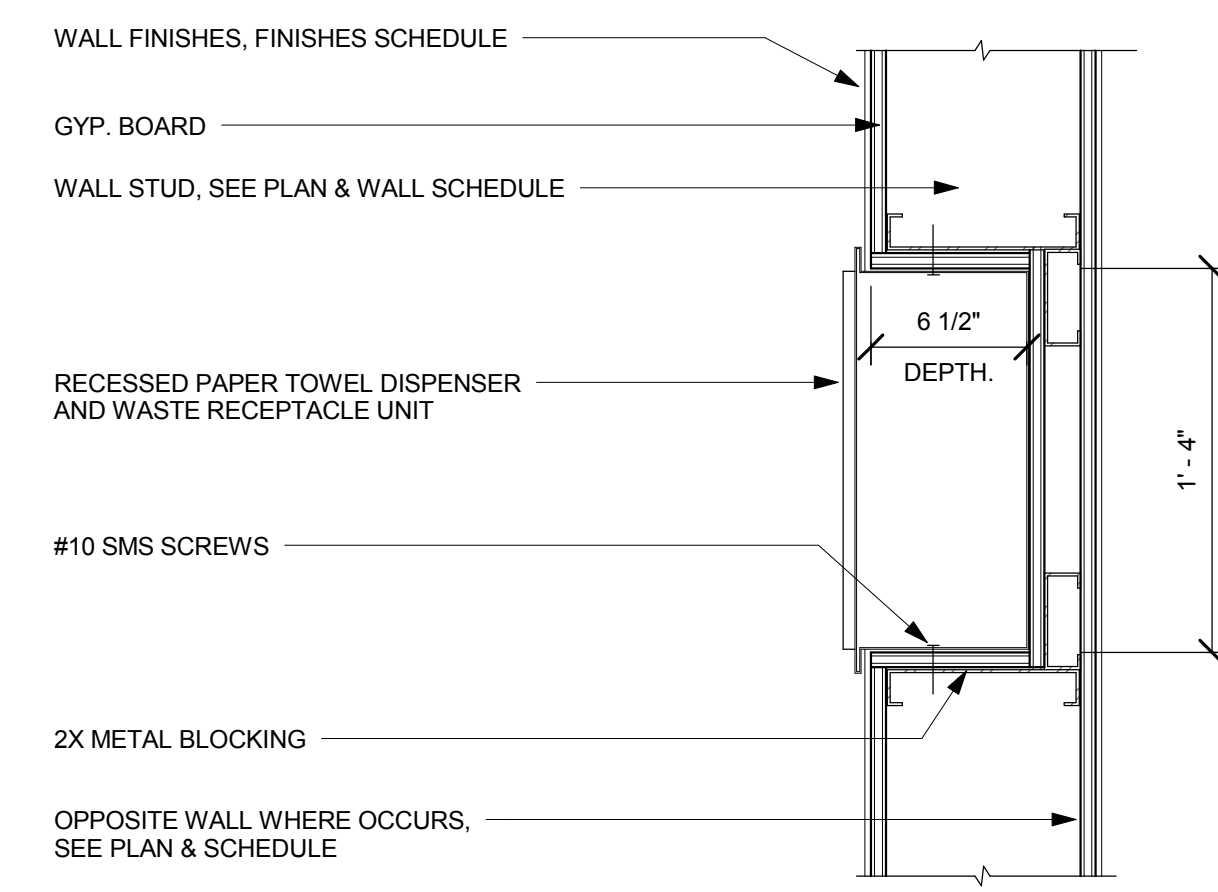 WALL FINISHES, FINISHES SCHEDULE
GYP. BOARD
WALL STUD, SEE PLAN & WALL SCHEDULE
6 1/2"
DEPTH.
RECESSED PAPER TOWEL DISPENSER
AND WASTE RECEPTACLE UNIT
1' - 4"
#10 SMS SCREWS
2X METAL BLOCKING
OPPOSITE WALL WHERE OCCURS,
SEE PLAN & SCHEDULE